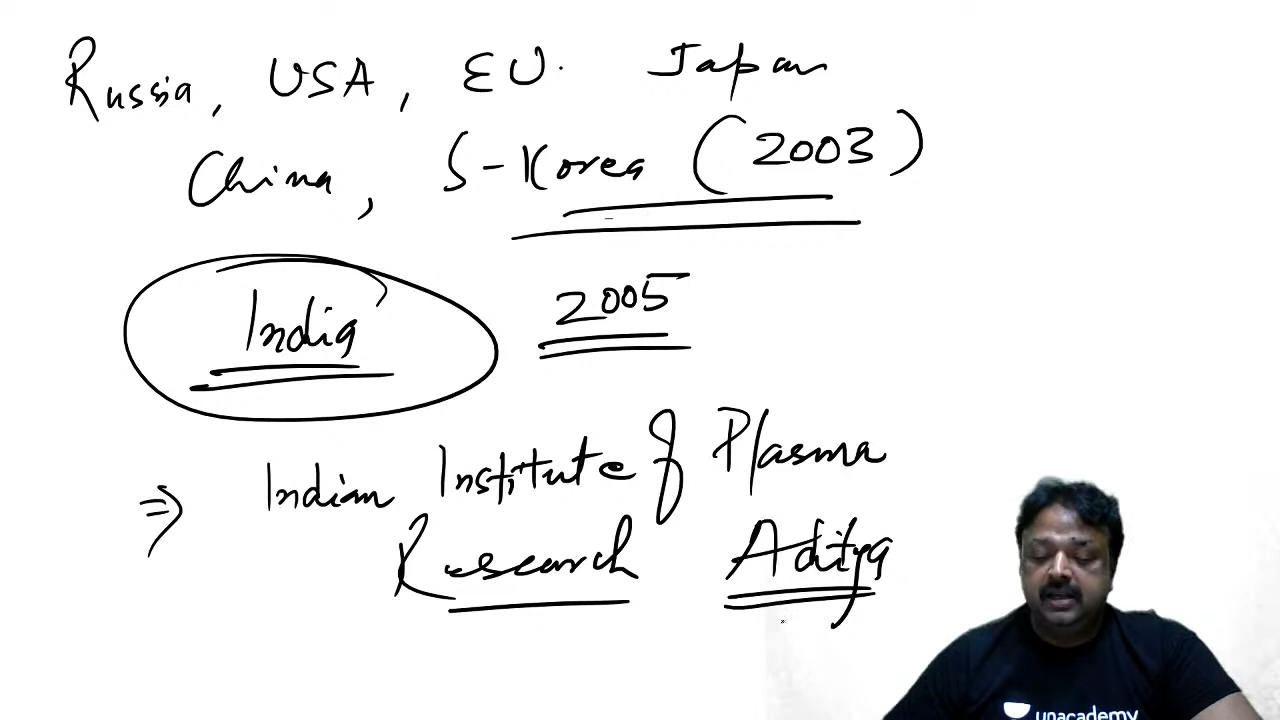 Russia, USA, EU. Japan
China, S-Korea (2003)
India 2005
⇒ Indian Institute of Plasma
Research Aditya
unacademy